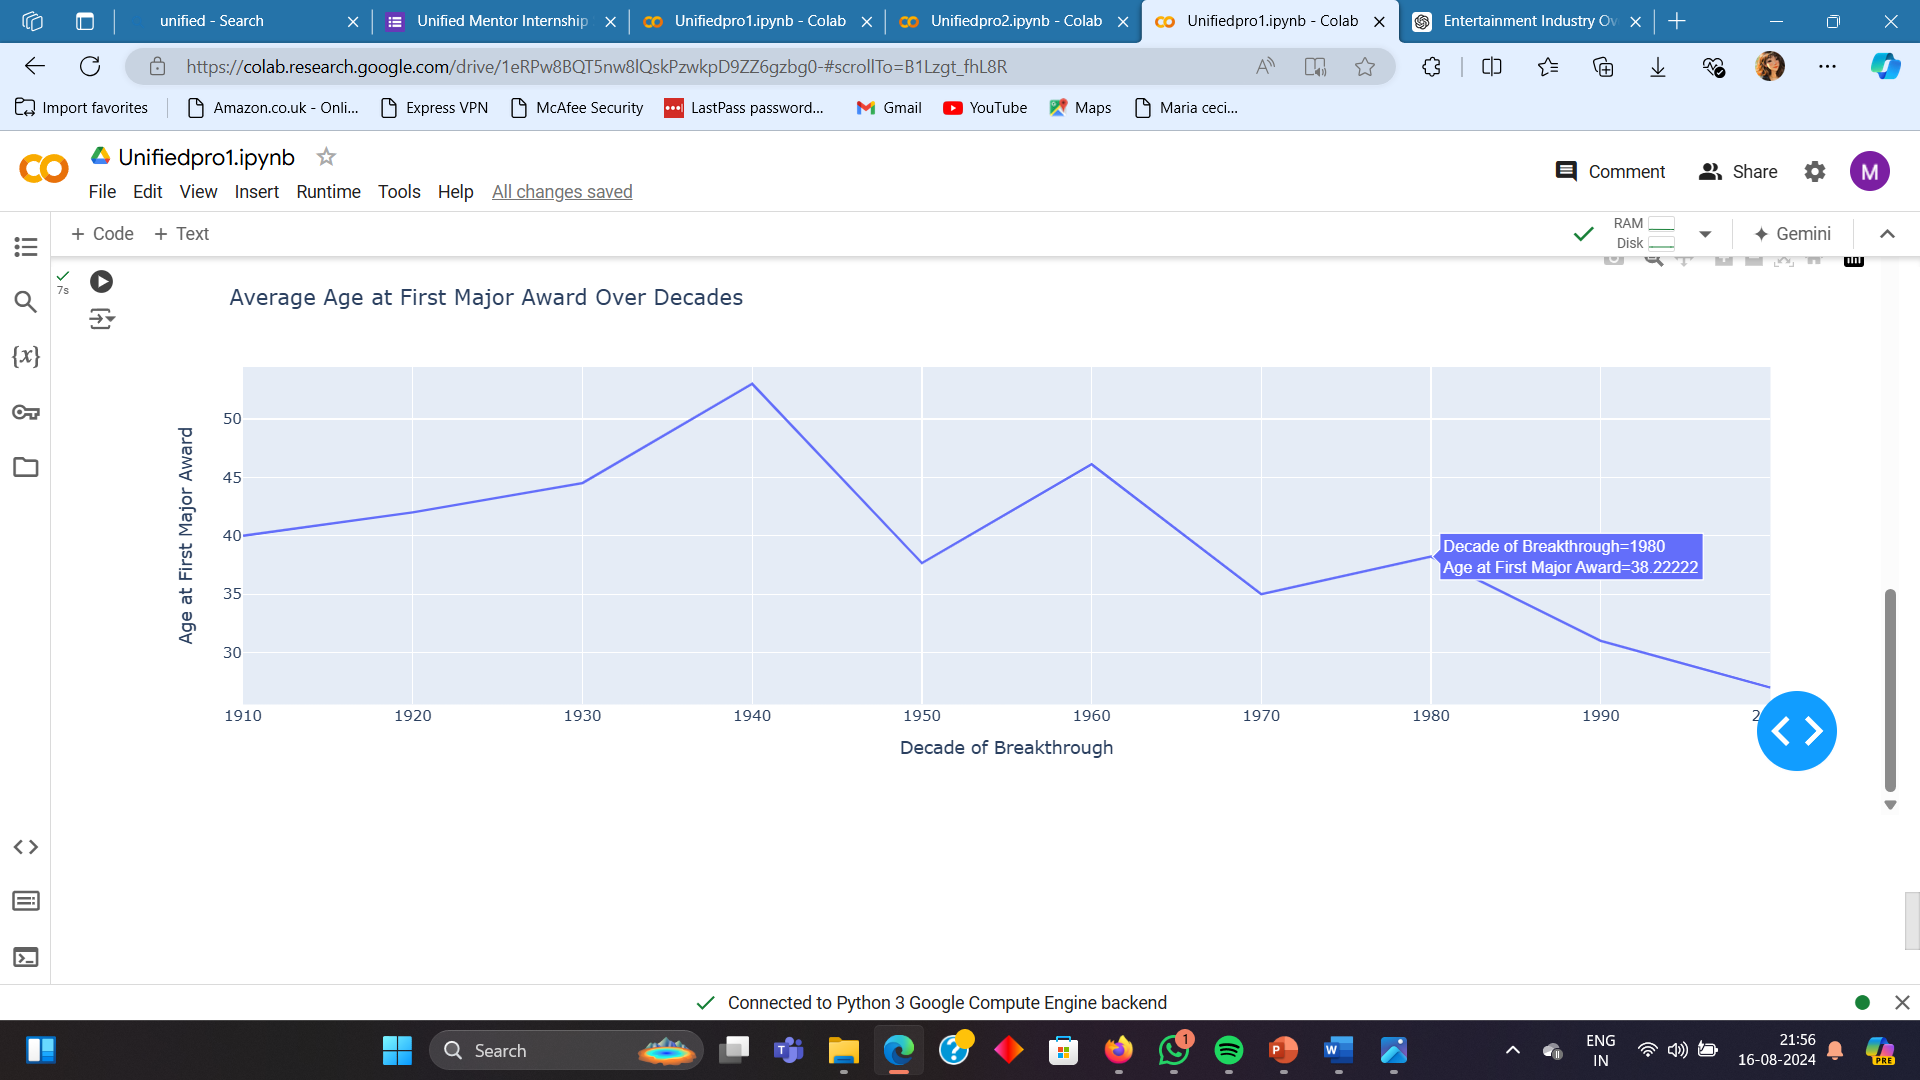 unified - Search
Unified Mentor Internship
Unifiedpro1.ipynb - Colab
Unifiedpro2.ipynb - Colab
Unifiedpro1.ipynb - Colab
Entertainment Industry Ov
https://colab.research.google.com/drive/1eRPw8BQT5nw8lQskPzwkpD9ZZ6gzbg0-#scrollTo=B1Lzgt_fhL8R
Import favorites
Amazon.co.uk - Onli...
Express VPN
McAfee Security
LastPass password...
Gmail
YouTube
Maps
Maria ceci...
Unifiedpro1.ipynb
Comment
Share
M
File Edit View Insert Runtime Tools Help All changes saved
+ Code + Text
RAM
Disk
Gemini
7s
{x}
Average Age at First Major Award Over Decades
Age at First Major Award
50
45
40
35
30
Decade of Breakthrough=1980
Age at First Major Award=38.22222
1910 1920 1930 1940 1950 1960 1970 1980 1990 2
Decade of Breakthrough
Connected to Python 3 Google Compute Engine backend
Search
1
ENG
IN
21:56
16-08-2024
PRE